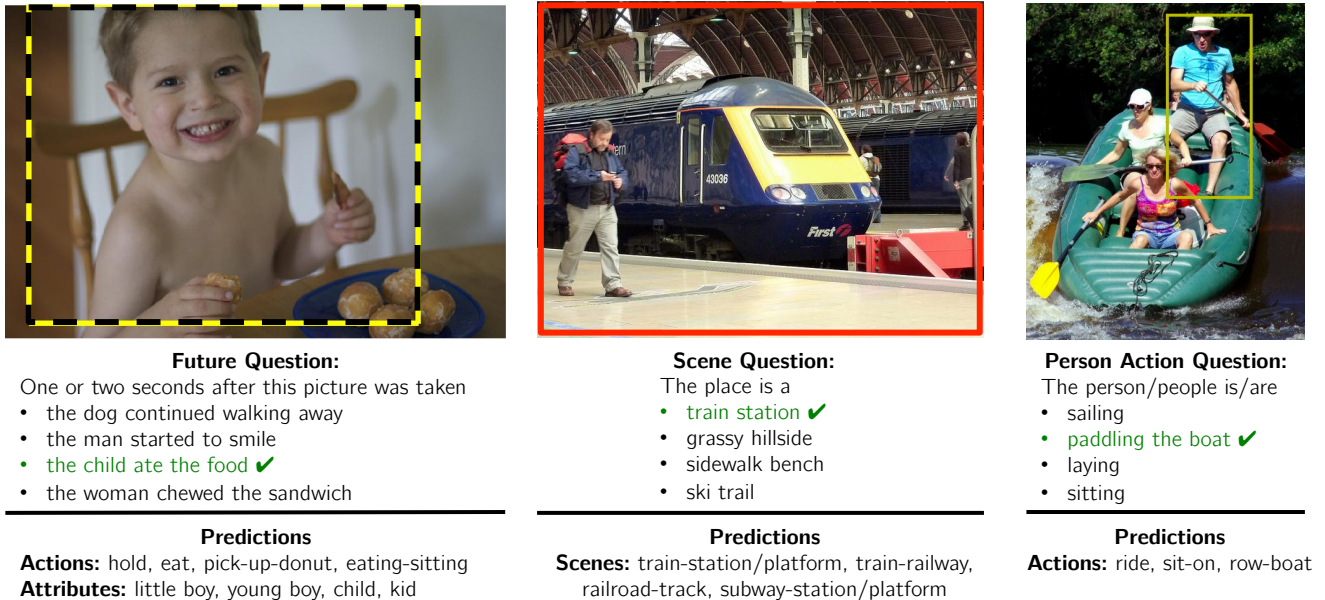 ern
43036
First
Future Question:
One or two seconds after this picture was taken
• the dog continued walking away
• the man started to smile
• the child ate the food ✔
• the woman chewed the sandwich
Predictions
Actions: hold, eat, pick-up-donut, eating-sitting
Attributes: little boy, young boy, child, kid
Scene Question:
The place is a
• train station ✔
• grassy hillside
• sidewalk bench
• ski trail
Predictions
Scenes: train-station/platform, train-railway,
railroad-track, subway-station/platform
Person Action Question:
The person/people is/are
• sailing
• paddling the boat ✔
• laying
• sitting
Predictions
Actions: ride, sit-on, row-boat